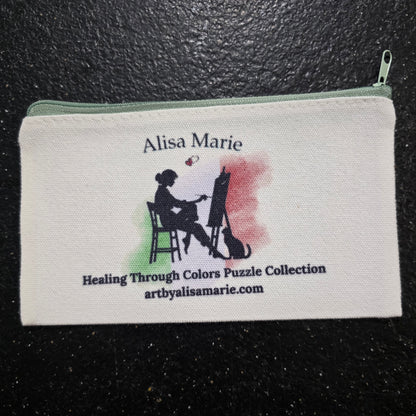 Alisa Marie
Healing Through Colors Puzzle Collection
artbyalisamarie.com